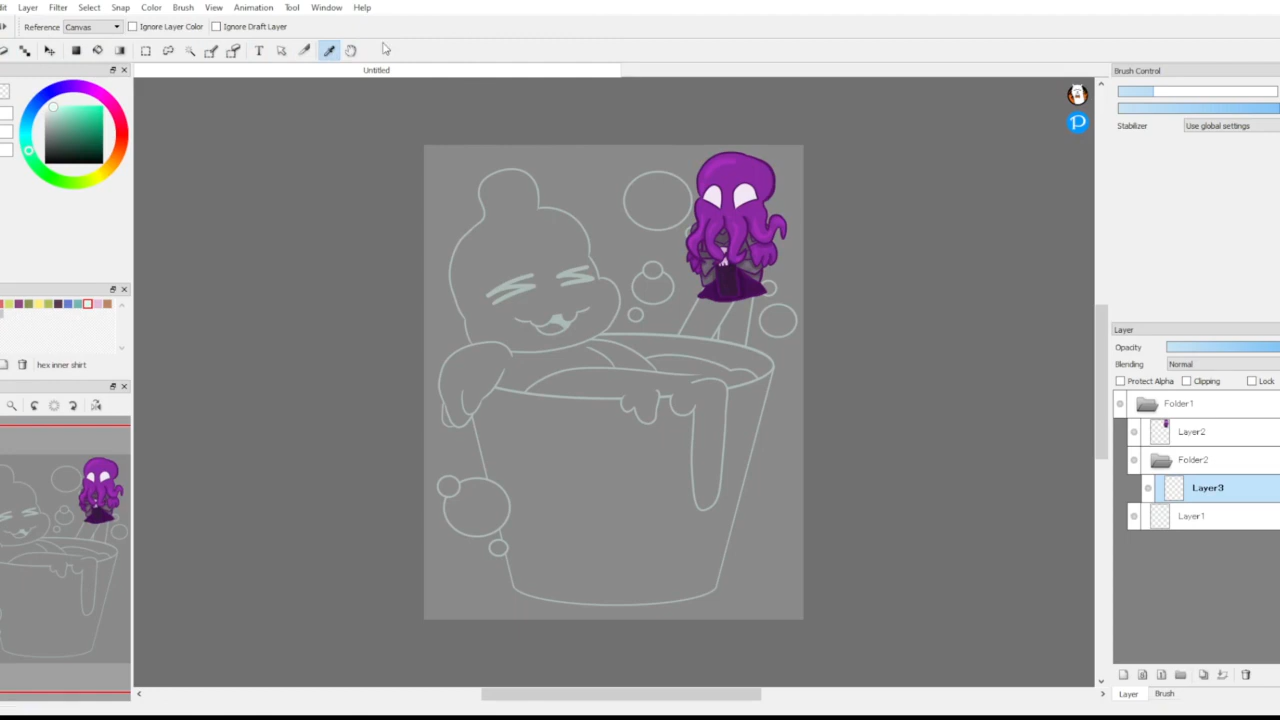 dit Layer Filter Select Snap Color Brush View Animation Tool Window Help
Reference Canvas Ignore Layer Color Ignore Draft Layer
T
Untitled
Brush Control
Stabilizer Use global settings
P
hex inner shirt
Layer
Opacity
Blending Normal
Protect Alpha Clipping Lock
Folder1
Layer2
Folder2
Layer3
Layer1
Layer Brush